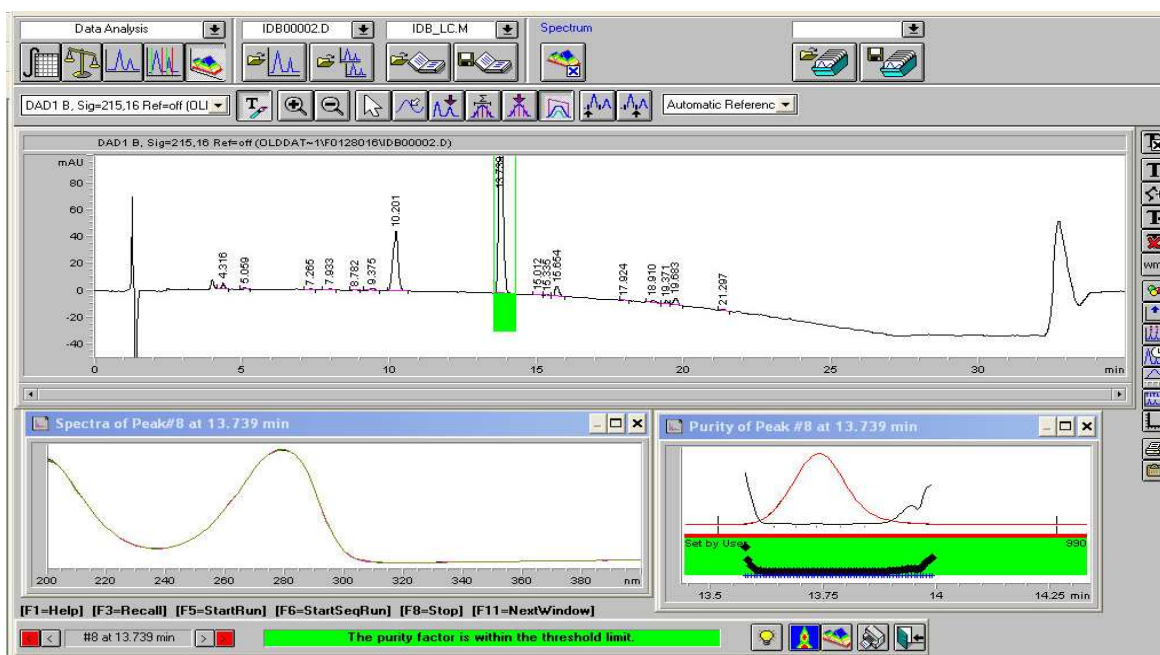 Data Analysis IDB00002.D IDB_LC.M Spectrum
DAD1 B, Sig=215,16 Ref=off (OLI Automatic Referenc
DAD1 B, Sig=215,16 Ref=off (OLDDAT~1\F0128016\IDB00002.D)
mAU
80
60
40
20
0
-20
-40
4.316
5.059
7.265
7.933
8.782
9.375
10.201
13.739
15.012
15.335
15.654
17.924
18.910
19.371
19.683
21.297
0 5 10 15 20 25 30 min
Spectra of Peak#8 at 13.739 min
200 220 240 260 280 300 320 340 360 380 nm
Purity of Peak #8 at 13.739 min
Set by User 990
13.5 13.75 14 14.25 min
[F1=Help] [F3=Recall] [F5=StartRun] [F6=StartSeqRun] [F8=Stop] [F11=NextWindow]
#8 at 13.739 min The purity factor is within the threshold limit.